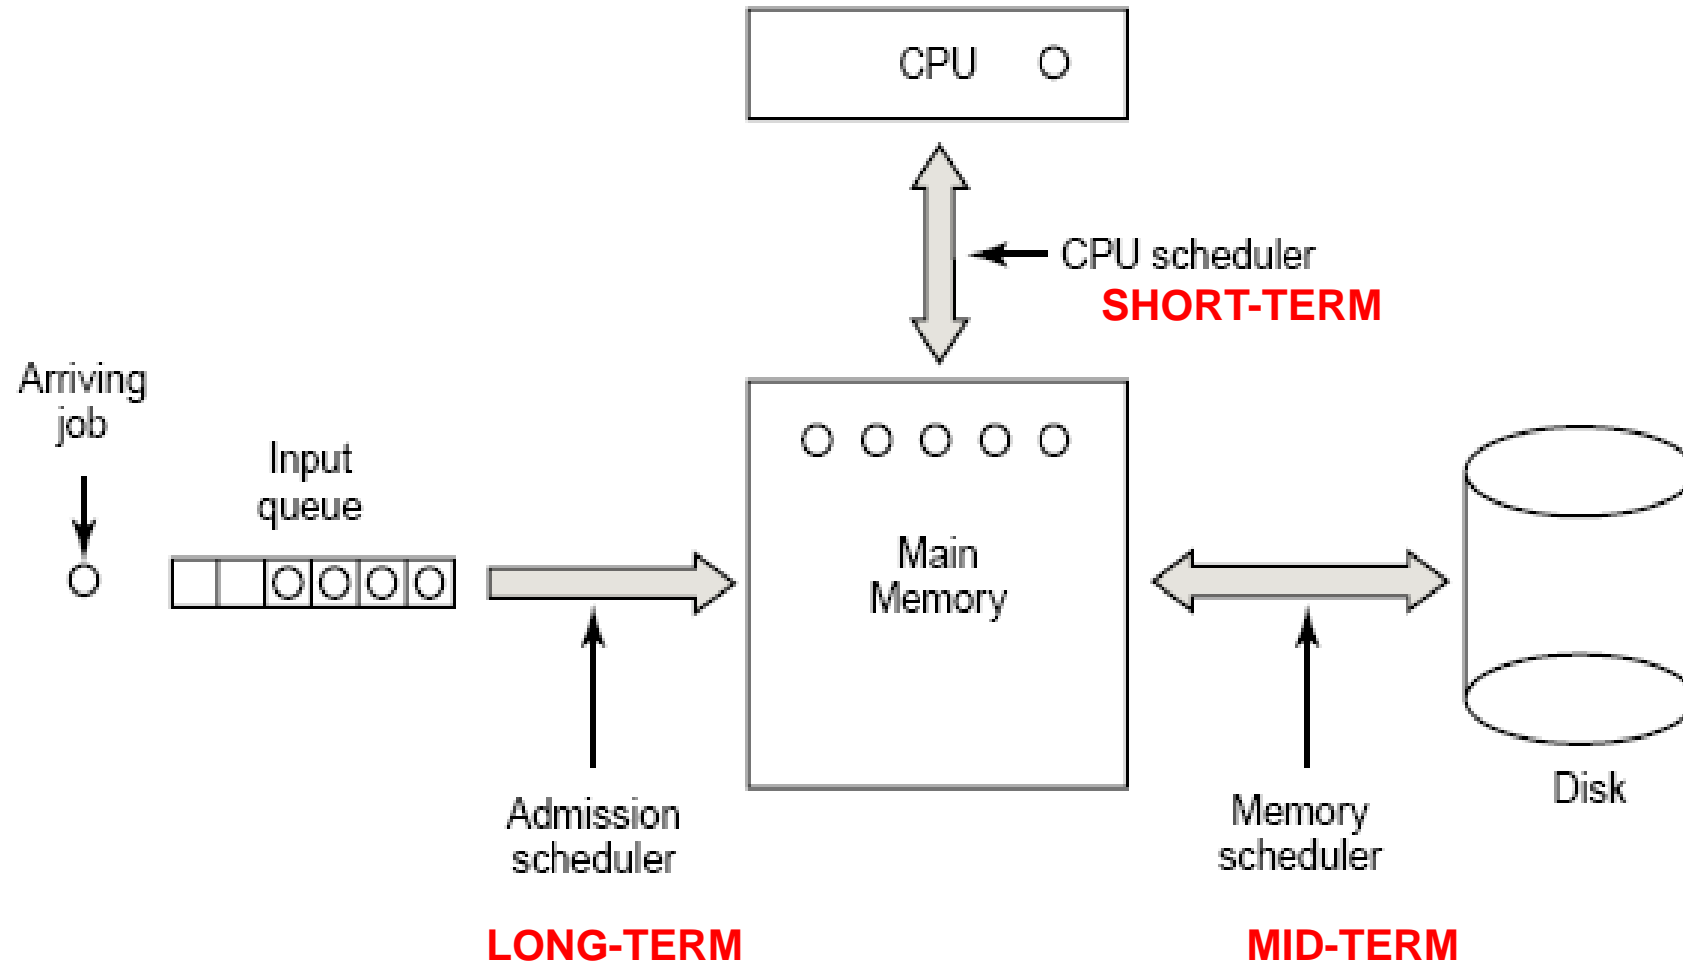 CPU
CPU scheduler
SHORT-TERM
Arriving
job
Input
queue
Main
Memory
Admission
scheduler
LONG-TERM
Memory
scheduler
MID-TERM
Disk